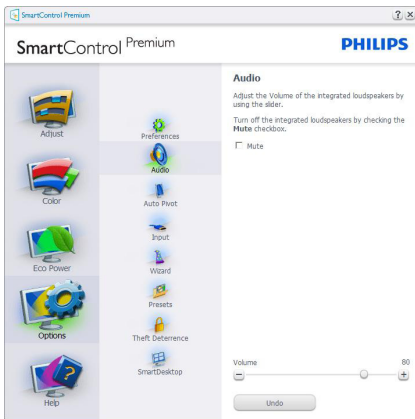 SmartControl Premium
SmartControl Premium
PHILIPS
Adjust
Color
Eco Power
Options
Help
Preferences
Audio
Auto Pivot
Input
Wizard
Presets
Theft Deterrence
SmartDesktop
Audio
Adjust the Volume of the integrated loudspeakers by
using the slider.
Turn off the integrated loudspeakers by checking the
Mute checkbox.
Mute
Volume 80
Undo